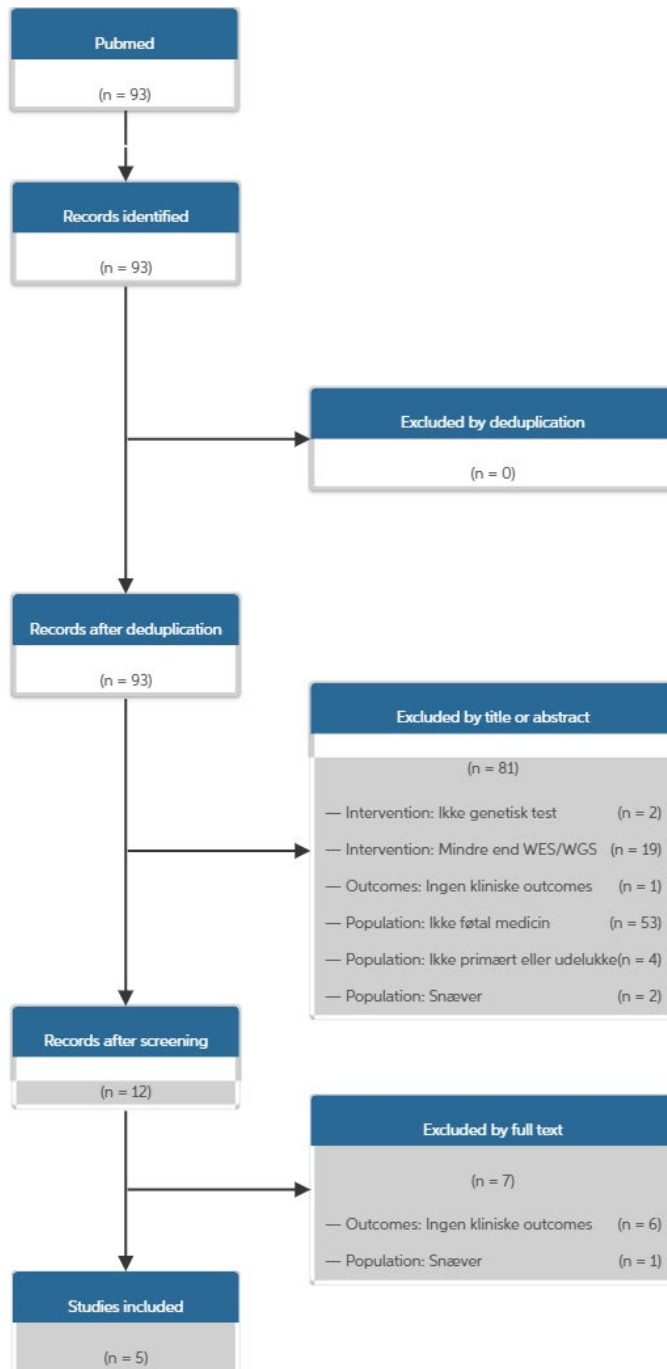 Pubmed
(n = 93)
Records identified
(n = 93)
Excluded by deduplication
(n = 0)
Records after deduplication
(n = 93)
Excluded by title or abstract
(n = 81)
— Intervention: Ikke genetisk test (n = 2)
— Intervention: Mindre end WES/WGS (n = 19)
— Outcomes: Ingen kliniske outcomes (n = 1)
— Population: Ikke føtal medicin (n = 53)
— Population: Ikke primært eller udelukke(n = 4)
— Population: Snæver (n = 2)
Records after screening
(n = 12)
Excluded by full text
(n = 7)
— Outcomes: Ingen kliniske outcomes (n = 6)
— Population: Snæver (n = 1)
Studies included
(n = 5)